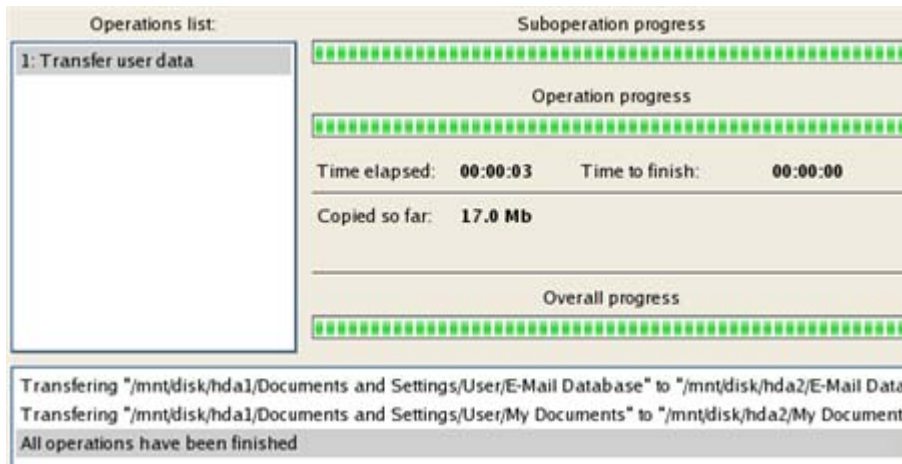 Operations list:
1: Transfer user data
Suboperation progress
Operation progress
Time elapsed: 00:00:03 Time to finish: 00:00:00
Copied so far: 17.0 Mb
Overall progress
Transfering "/mnt/disk/hda1/Documents and Settings/User/E-Mail Database" to "/mnt/disk/hda2/E-Mail Data
Transfering "/mnt/disk/hda1/Documents and Settings/User/My Documents" to "/mnt/disk/hda2/My Document
All operations have been finished